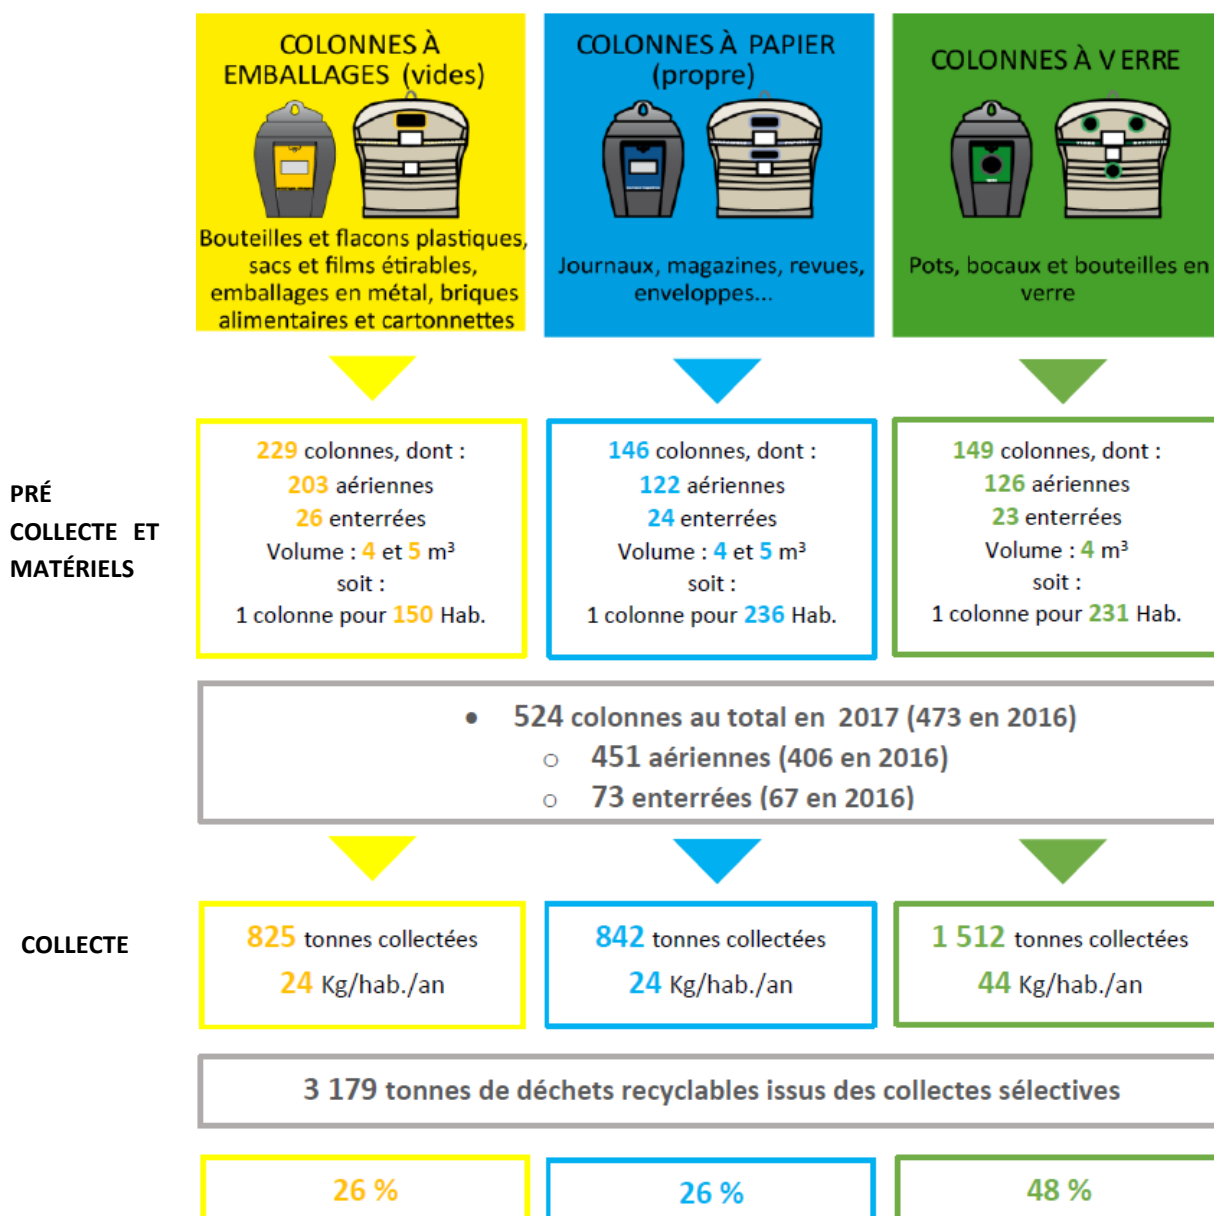 COLONNES À
EMBALLAGES (vides)
Bouteilles et flacons plastiques,
sacs et films étirables,
emballages en métal, briques
alimentaires et cartonnettes
COLONNES À PAPIER
(propre)
Journaux, magazines, revues,
enveloppes...
COLONNES À V ERRE
Pots, bocaux et bouteilles en
verre
PRÉ
COLLECTE ET
MATÉRIELS
229 colonnes, dont :
203 aériennes
26 enterrées
Volume : 4 et 5 m³
soit :
1 colonne pour 150 Hab.
146 colonnes, dont :
122 aériennes
24 enterrées
Volume : 4 et 5 m³
soit :
1 colonne pour 236 Hab.
149 colonnes, dont :
126 aériennes
23 enterrées
Volume : 4 m³
soit :
1 colonne pour 231 Hab.
• 524 colonnes au total en 2017 (473 en 2016)
o 451 aériennes (406 en 2016)
o 73 enterrées (67 en 2016)
COLLECTE
825 tonnes collectées
24 Kg/hab./an
842 tonnes collectées
24 Kg/hab./an
1 512 tonnes collectées
44 Kg/hab./an
3 179 tonnes de déchets recyclables issus des collectes sélectives
26 %
26 %
48 %